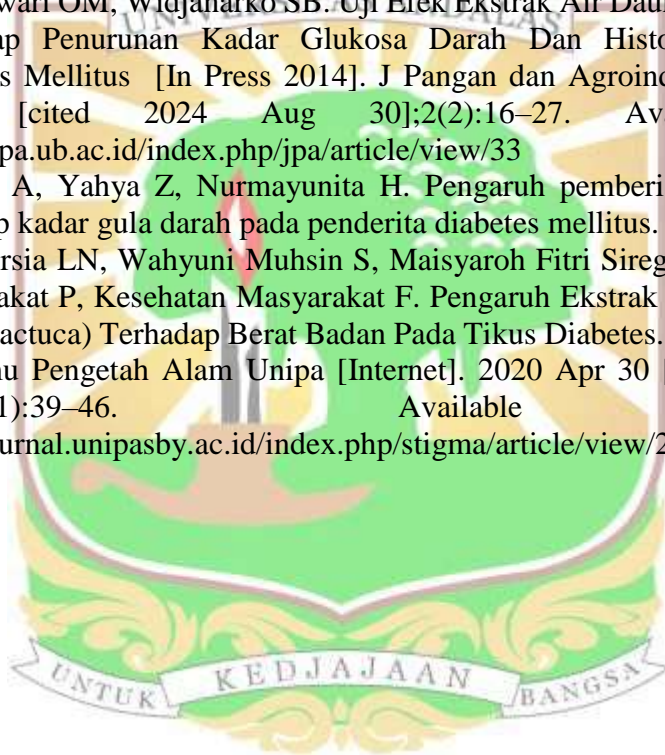 wari OM, Widjanarko SB. Uji Efek Ekstrak Air Daun
UNIVERSITAS ANDALAS
ap Penurunan Kadar Glukosa Darah Dan Histo
s Mellitus [In Press 2014]. J Pangan dan Agroind
[cited 2024 Aug 30];2(2):16–27. Ava
pa.ub.ac.id/index.php/jpa/article/view/33
A, Yahya Z, Nurmayunita H. Pengaruh pemberi
p kadar gula darah pada penderita diabetes mellitus.
rsia LN, Wahyuni Muhsin S, Maisyaroh Fitri Sireg
akat P, Kesehatan Masyarakat F. Pengaruh Ekstrak
actuca) Terhadap Berat Badan Pada Tikus Diabetes.
u Pengetah Alam Unipa [Internet]. 2020 Apr 30 [
1):39–46. Available
urnal.unipasby.ac.id/index.php/stigma/article/view/2
UNTUK KEDJAJAAN BANGSA